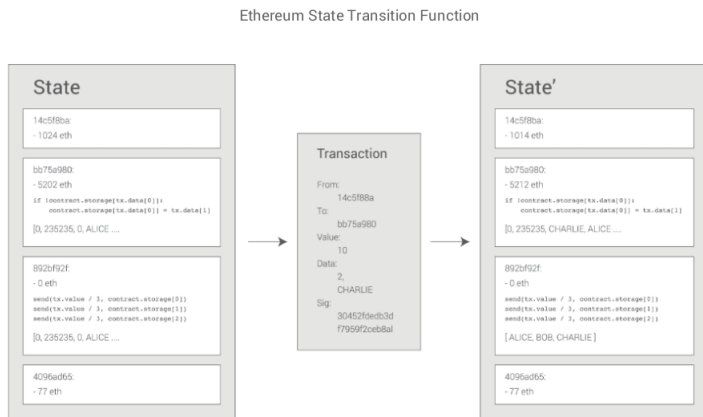 Ethereum State Transition Function
State
14c5f8ba:
- 1024 eth
bb75a980:
- 5202 eth
if !contract.storage[tx.data[0]]:
contract.storage[tx.data[0]] = tx.data[1]
[0, 235235, 0, ALICE ....
892bf92f:
- 0 eth
send(tx.value / 3, contract.storage[0])
send(tx.value / 3, contract.storage[1])
send(tx.value / 3, contract.storage[2])
[0, 235235, 0, ALICE ....
4096ad65:
- 77 eth
Transaction
From:
14c5f88a
To:
bb75a980
Value:
10
Data:
2,
CHARLIE
Sig:
30452fdedb3d
f7959f2ceb8a1
State'
14c5f8ba:
- 1014 eth
bb75a980:
- 5212 eth
if !contract.storage[tx.data[0]]:
contract.storage[tx.data[0]] = tx.data[1]
[0, 235235, CHARLIE, ALICE ....
892bf92f:
- 0 eth
send(tx.value / 3, contract.storage[0])
send(tx.value / 3, contract.storage[1])
send(tx.value / 3, contract.storage[2])
[ ALICE, BOB, CHARLIE ]
4096ad65:
- 77 eth